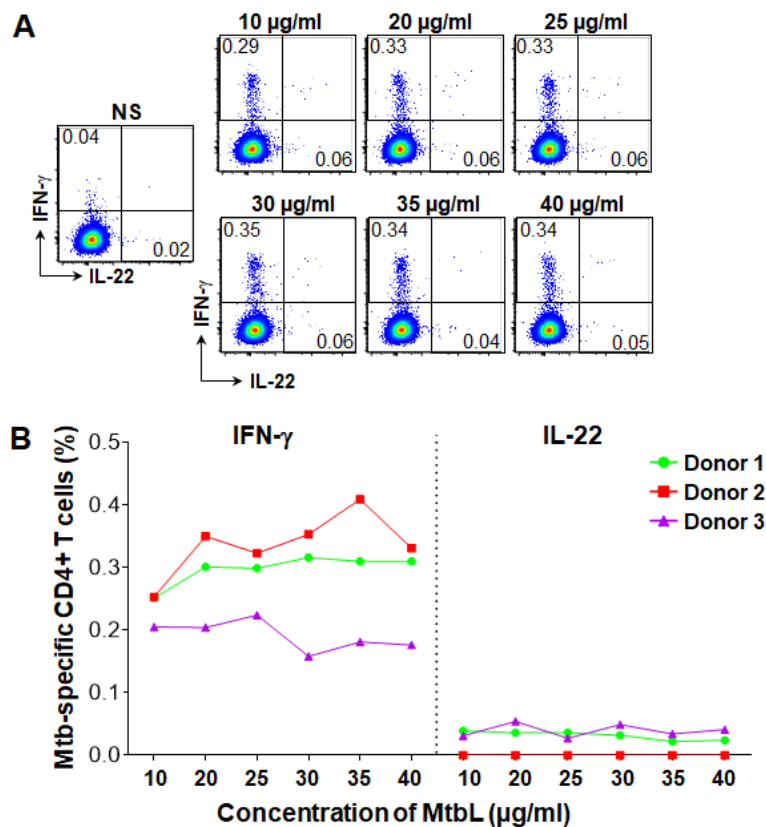 A
10 µg/ml 20 µg/ml 25 µg/ml
0.29 0.33 0.33
NS
0.04
0.06 0.06 0.06
30 µg/ml 35 µg/ml 40 µg/ml
IFN-γ
0.02
0.35 0.34 0.34
IL-22
IFN-γ
0.06 0.04 0.05
IL-22
B
IFN-γ IL-22
Mtb-specific CD4+ T cells (%)
0.5
0.4
0.3
0.2
0.1
0.0
Donor 1
Donor 2
Donor 3
10 20 25 30 35 40 10 20 25 30 35 40
Concentration of MtbL (µg/ml)